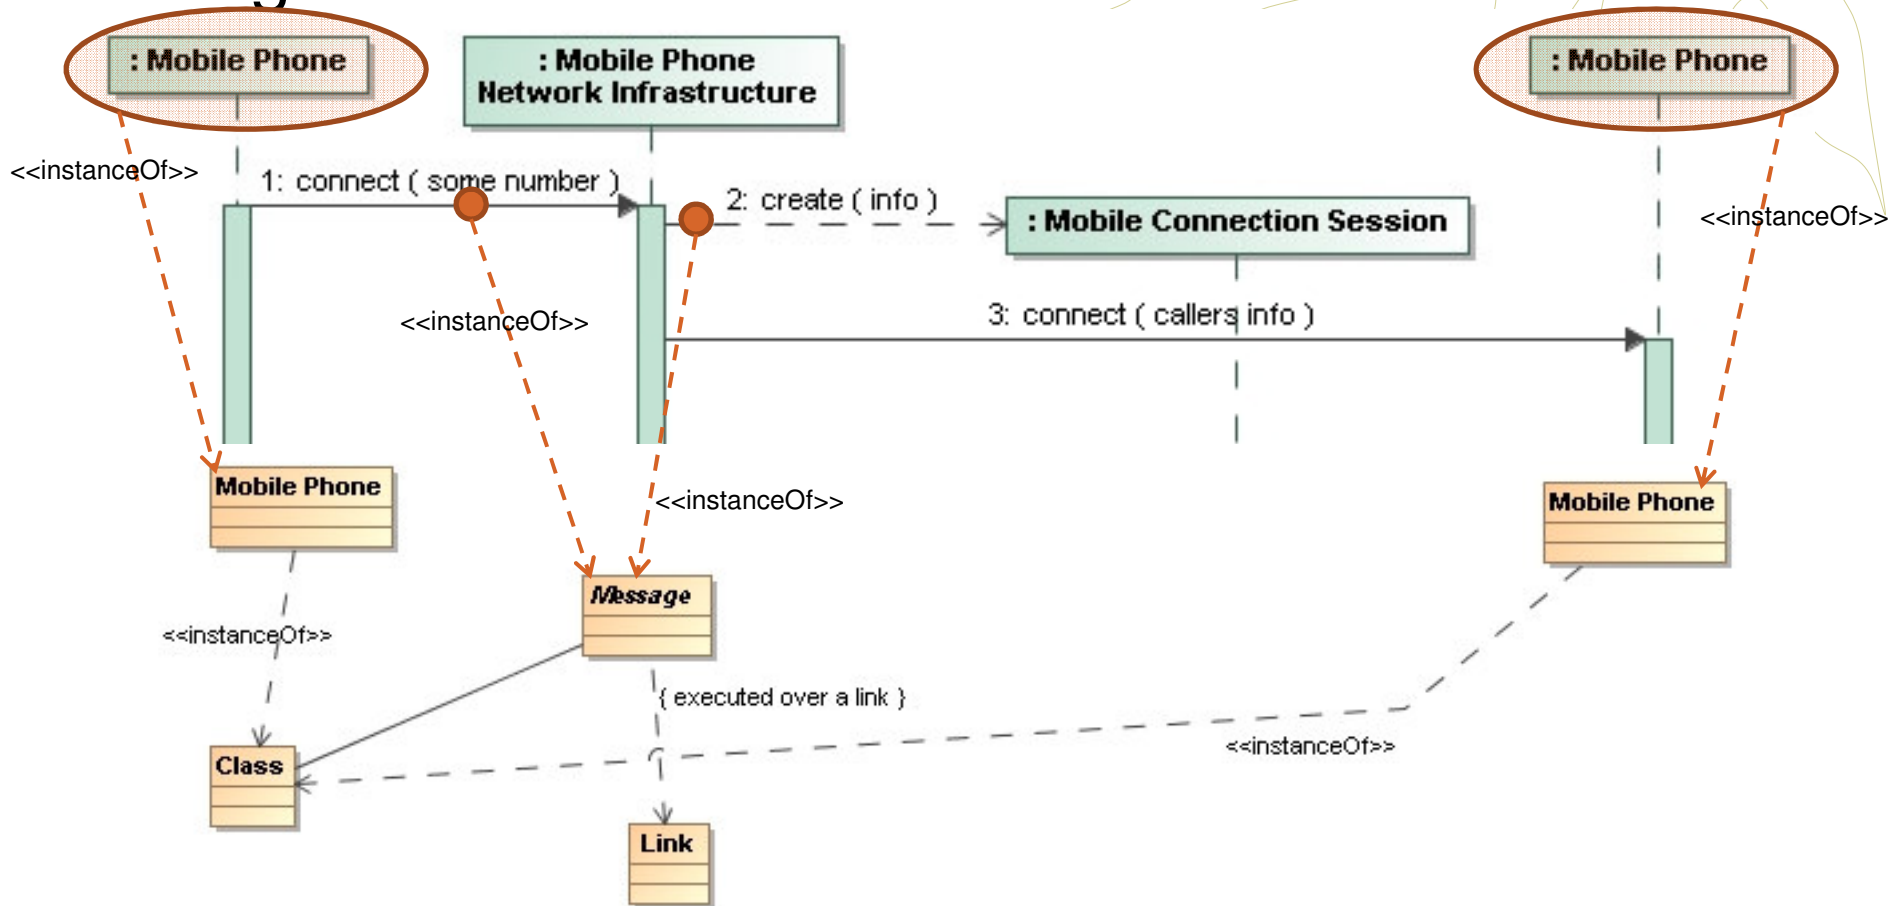 : Mobile Phone
: Mobile Phone
Network Infrastructure
: Mobile Phone
<<instanceOf>>
1: connect ( some number )
2: create ( info )
: Mobile Connection Session
<<instanceOf>>
<<instanceOf>>
3: connect ( callers info )
Mobile Phone
<<instanceOf>>
Mobile Phone
Message
<<instanceOf>>
{ executed over a link }
<<instanceOf>>
Class
Link